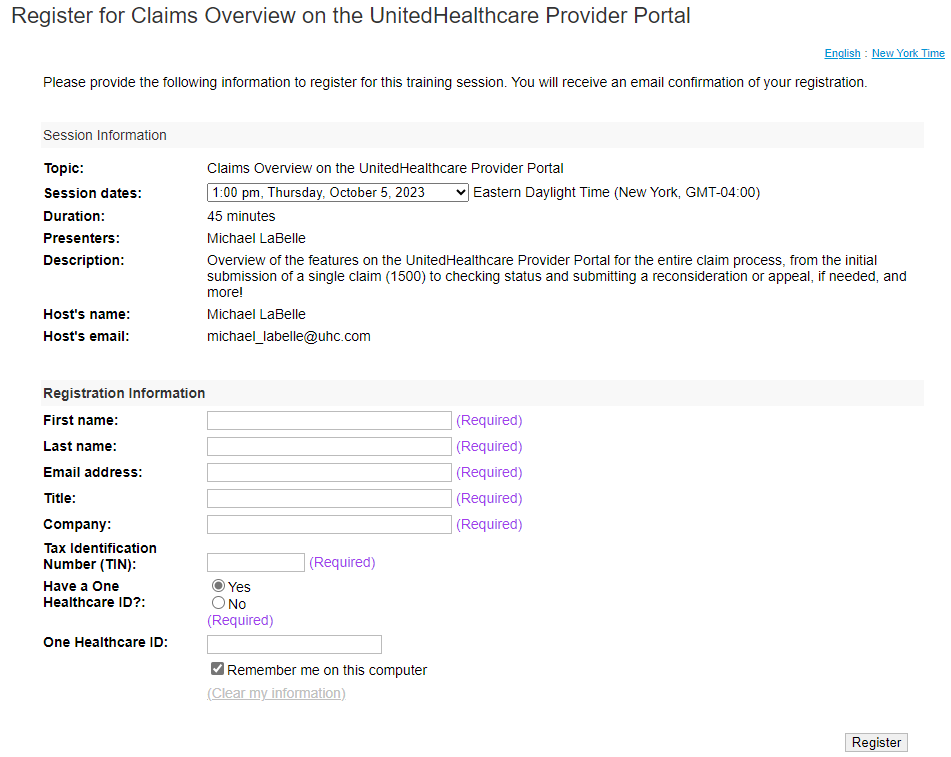 Register for Claims Overview on the UnitedHealthcare Provider Portal
English : New York Time
Please provide the following information to register for this training session. You will receive an email confirmation of your registration.
Session Information
Topic: Claims Overview on the UnitedHealthcare Provider Portal
Session dates: 1:00 pm, Thursday, October 5, 2023 Eastern Daylight Time (New York, GMT-04:00)
Duration: 45 minutes
Presenters: Michael LaBelle
Description: Overview of the features on the UnitedHealthcare Provider Portal for the entire claim process, from the initial
submission of a single claim (1500) to checking status and submitting a reconsideration or appeal, if needed, and
more!
Host's name: Michael LaBelle
Host's email: michael_labelle@uhc.com
Registration Information
First name: (Required)
Last name: (Required)
Email address: (Required)
Title: (Required)
Company: (Required)
Tax Identification
Number (TIN): (Required)
Have a One
Healthcare ID?:
Yes
No
(Required)
One Healthcare ID:
Remember me on this computer
(Clear my information)
Register